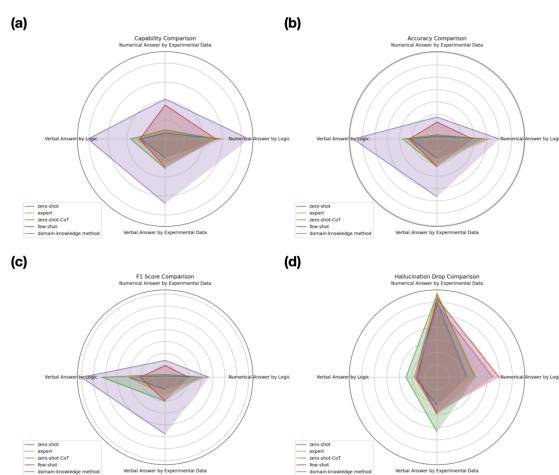 (a)
Capability Comparison
Numerical Answer by Experimental Data
Verbal Answer by Logic
Numerical Answer by Logic
Verbal Answer by Experimental Data
zero-shot
expert
zero-shot-CoT
few-shot
domain-knowledge method
(b)
Accuracy Comparison
Numerical Answer by Experimental Data
Verbal Answer by Logic
Numerical Answer by Logic
Verbal Answer by Experimental Data
zero-shot
expert
zero-shot-CoT
few-shot
domain-knowledge method
(c)
F1 Score Comparison
Numerical Answer by Experimental Data
Verbal Answer by Logic
Numerical Answer by Logic
Verbal Answer by Experimental Data
zero-shot
expert
zero-shot-CoT
few-shot
domain-knowledge method
(d)
Hallucination Drop Comparison
Numerical Answer by Experimental Data
Verbal Answer by Logic
Numerical Answer by Logic
Verbal Answer by Experimental Data
zero-shot
expert
zero-shot-CoT
few-shot
domain-knowledge method